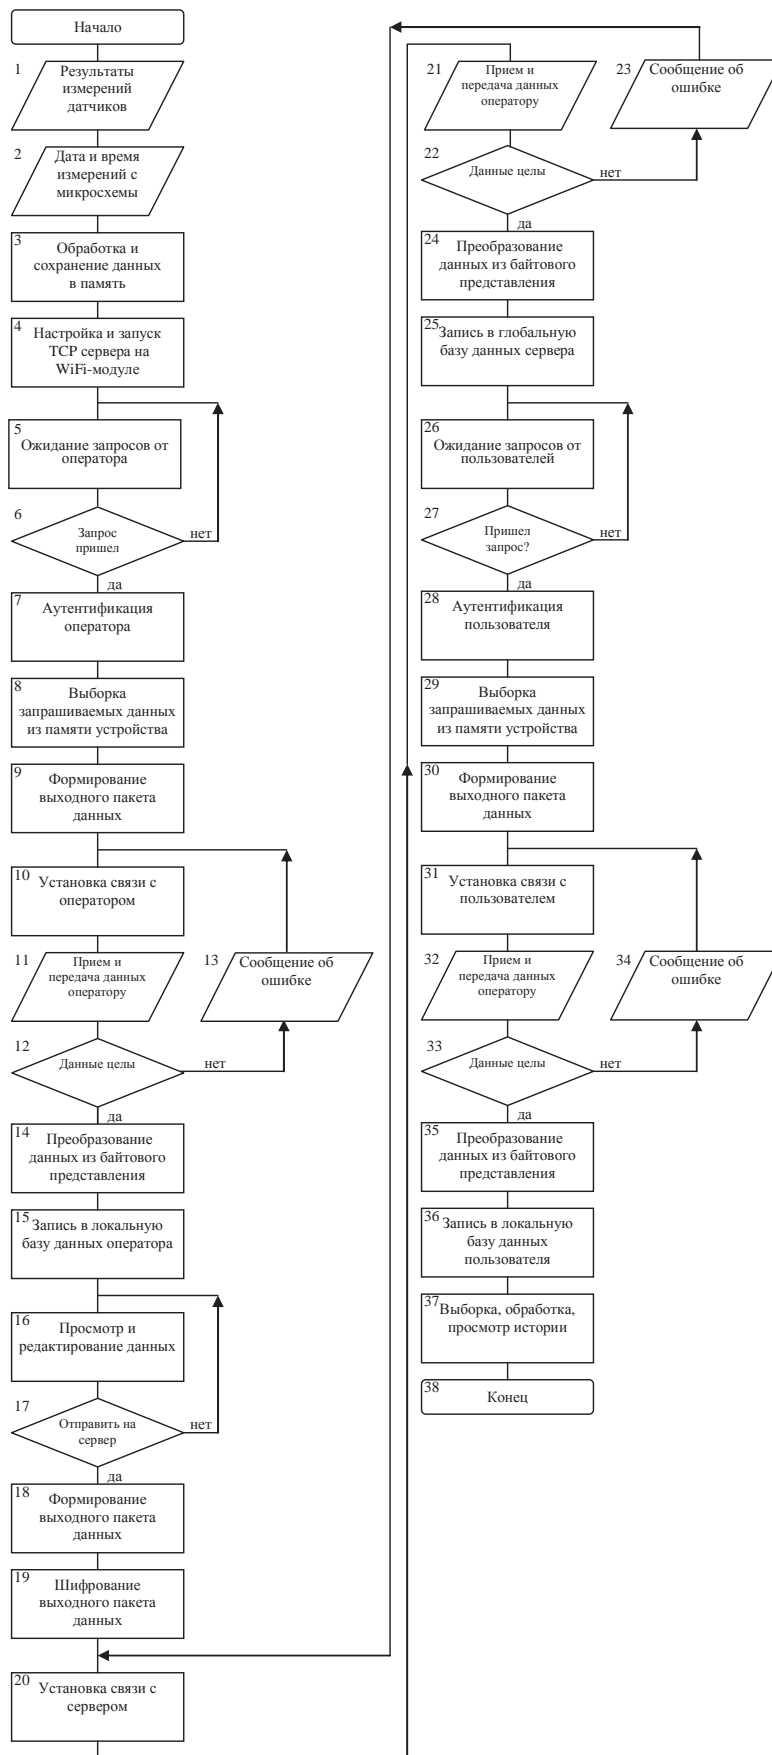 Начало
1
Результаты
измерений
датчиков
2
Дата и время
измерений с
микросхемы
3
Обработка и
сохранение данных
в память
4
Настройка и запуск
TCP сервера на
WiFi-модуле
5
Ожидание запросов от
оператора
6
Запрос
пришел
нет
да
7
Аутентификация
оператора
8
Выборка
запрашиваемых данных
из памяти устройства
9
Формирование
выходного пакета
данных
10
Установка связи с
оператором
11
Прием и
передача данных
оператору
13
Сообщение об
ошибке
12
Данные целы
нет
да
14
Преобразование
данных из байтового
представления
15
Запись в локальную
базу данных оператора
16
Просмотр и
редактирование данных
17
Отправить на
сервер
нет
да
18
Формирование
выходного пакета
данных
19
Шифрование
выходного пакета
данных
20
Установка связи с
сервером
21
Прием и
передача данных
оператору
23
Сообщение об
ошибке
22
Данные целы
нет
да
24
Преобразование
данных из байтового
представления
25
Запись в глобальную
базу данных сервера
26
Ожидание запросов от
пользователей
27
Пришел
запрос?
нет
да
28
Аутентификация
пользователя
29
Выборка
запрашиваемых данных
из памяти устройства
30
Формирование
выходного пакета
данных
31
Установка связи с
пользователем
32
Прием и
передача данных
оператору
34
Сообщение об
ошибке
33
Данные целы
нет
да
35
Преобразование
данных из байтового
представления
36
Запись в локальную
базу данных
пользователя
37
Выборка, обработка,
просмотр истории
38
Конец